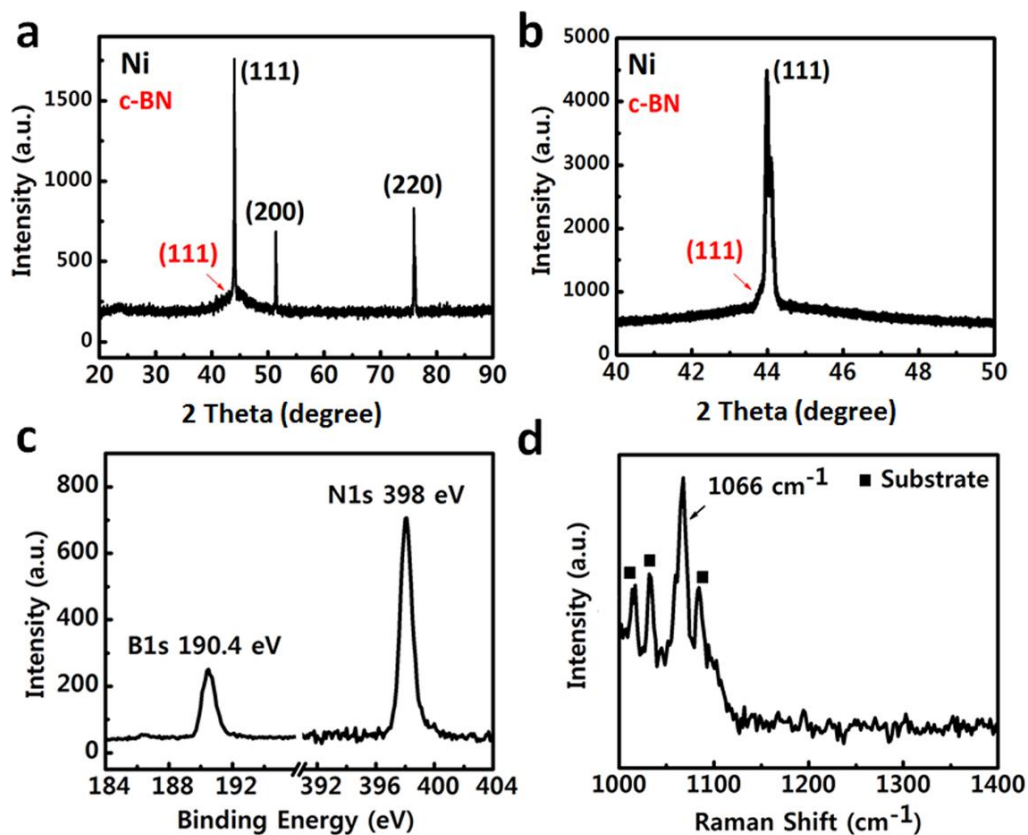 a
Ni
c-BN
(111)
(200)
(220)
(111)
1500
1000
500
0
20 30 40 50 60 70 80 90
Intensity (a.u.)
2 Theta (degree)
b
Ni
c-BN
(111)
(111)
5000
4000
3000
2000
1000
0
40 42 44 46 48 50
Intensity (a.u.)
2 Theta (degree)
c
N1s 398 eV
B1s 190.4 eV
800
600
400
200
0
184 188 192 392 396 400 404
Intensity (a.u.)
Binding Energy (eV)
d
1066 cm⁻¹
■ Substrate
1000 1100 1200 1300 1400
Intensity (a.u.)
Raman Shift (cm⁻¹)